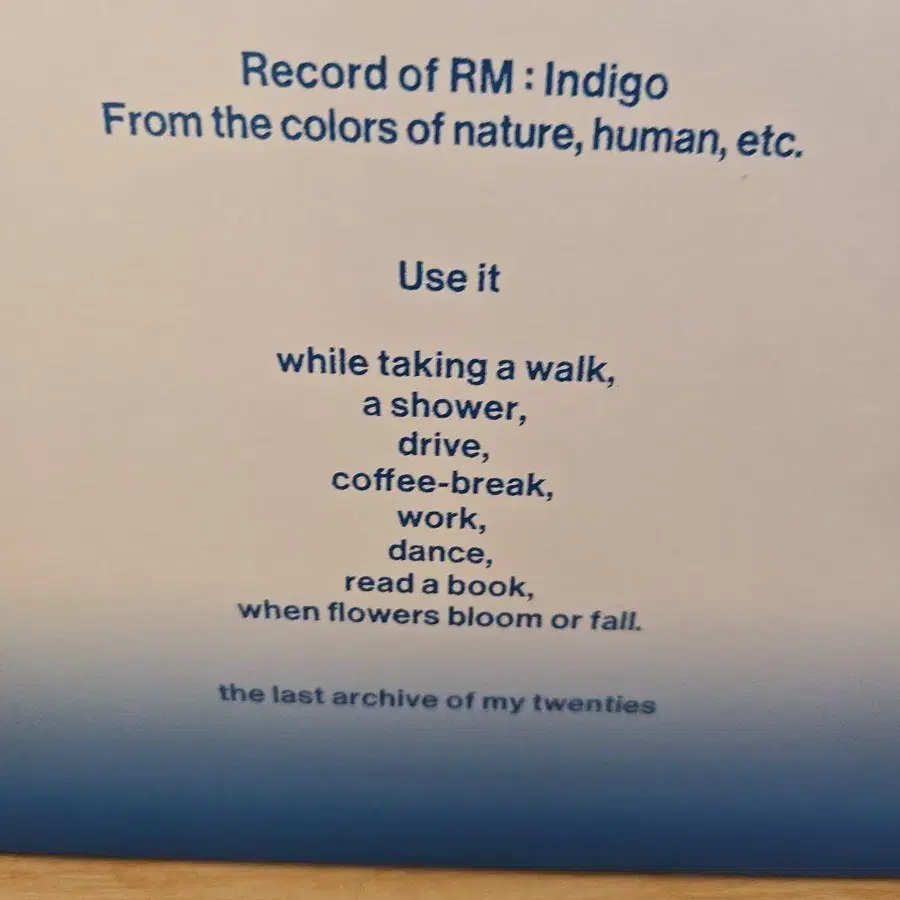 Record of RM : Indigo
From the colors of nature, human, etc.
Use it
while taking a walk,
a shower,
drive,
coffee-break,
work,
dance,
read a book,
when flowers bloom or fall.
the last archive of my twenties